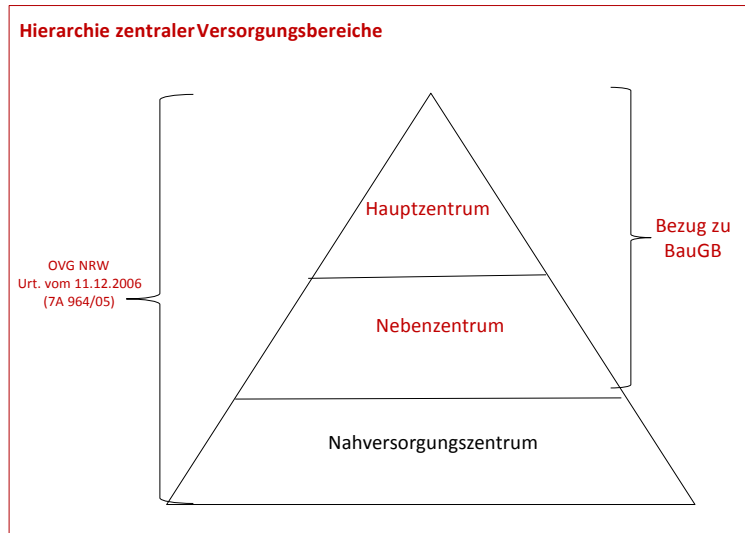 Hierarchie zentraler Versorgungsbereiche
Hauptzentrum
Bezug zu
BauGB
OVG NRW
Urt. vom 11.12.2006
(7A 964/05)
Nebenzentrum
Nahversorgungszentrum